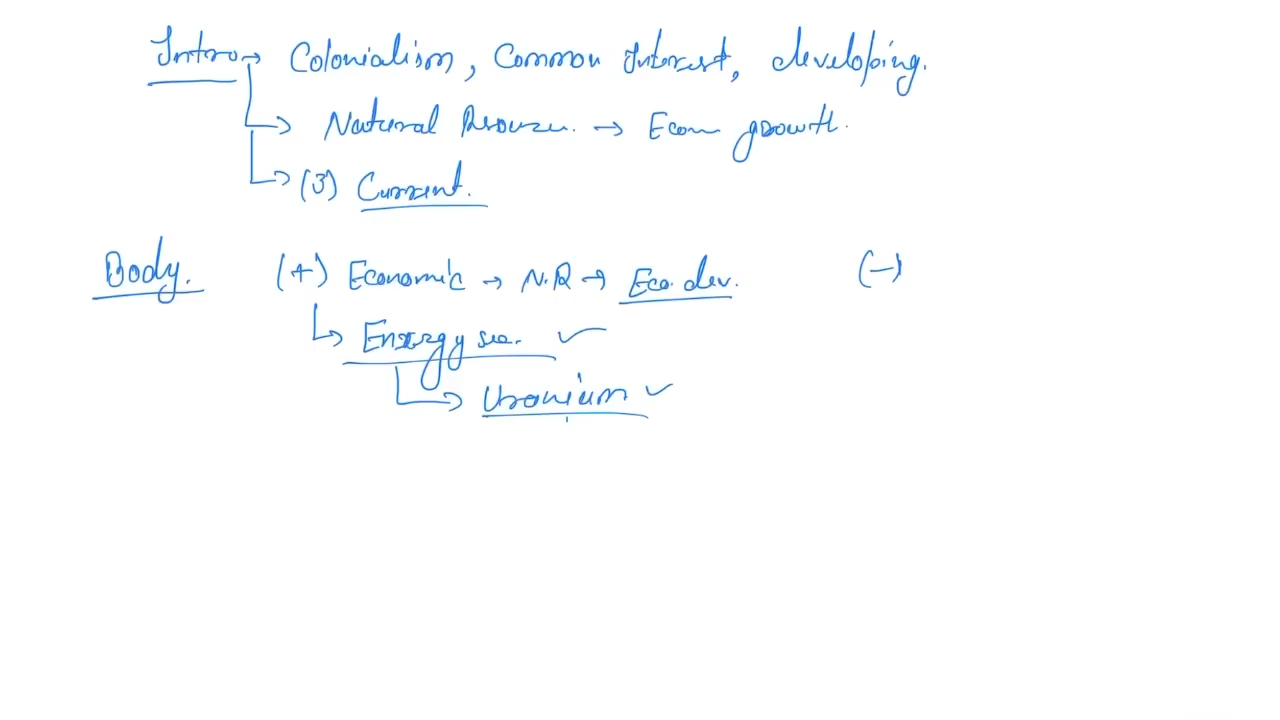 Intro → Colonialism, Common Interest, developing.
→ Natural Resource. → Econ growth.
→ (3) Current.
Body. (+) Economic → N.R → Eco. dev. (-)
→ Energy sec. ✓
→ Uranium ✓